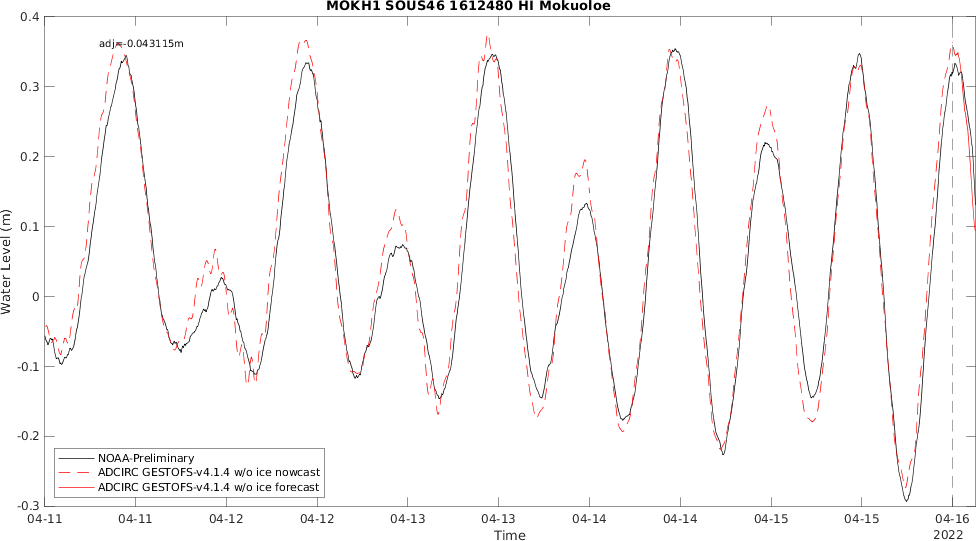 MOKH1 SOUS46 1612480 HI Mokuoloe
adj=-0.043115m
0.4
0.3
0.2
0.1
0
-0.1
-0.2
-0.3
Water Level (m)
NOAA-Preliminary
ADCIRC GESTOFS-v4.1.4 w/o ice nowcast
ADCIRC GESTOFS-v4.1.4 w/o ice forecast
04-11 04-11 04-12 04-12 04-13 04-13 04-14 04-14 04-15 04-15 04-16
Time
2022